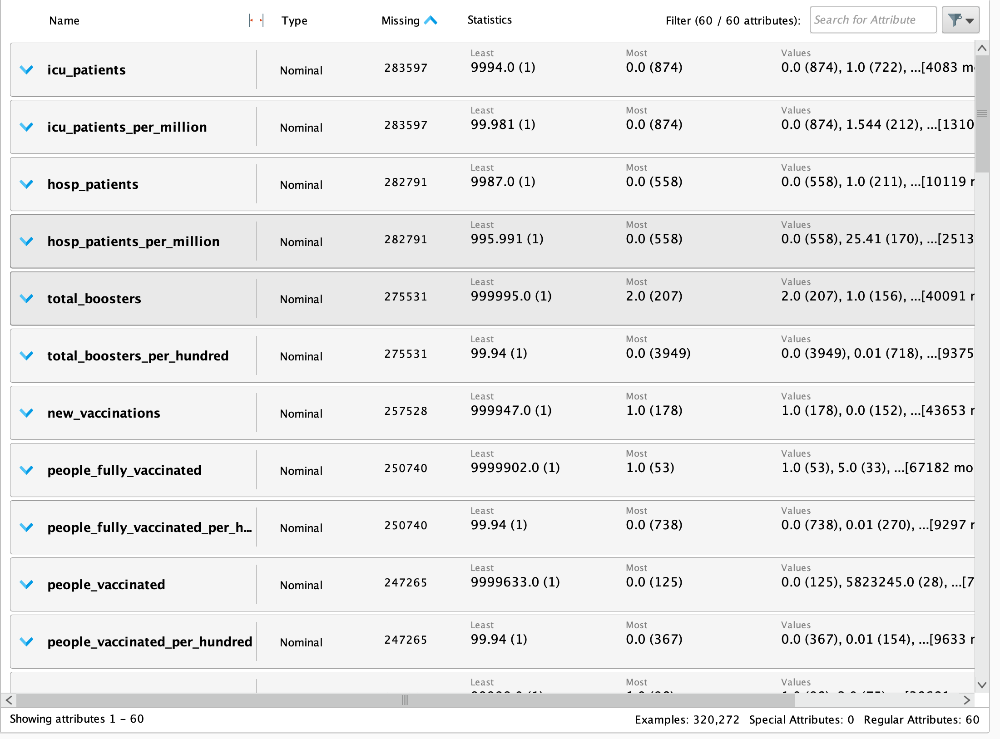 Name Type Missing Statistics Filter (60 / 60 attributes): Search for Attribute
Least Most Values
icu_patients Nominal 283597 9994.0 (1) 0.0 (874) 0.0 (874), 1.0 (722), ...[4083
Least Most Values
icu_patients_per_million Nominal 283597 99.981 (1) 0.0 (874) 0.0 (874), 1.544 (212), ...[1310
Least Most Values
hosp_patients Nominal 282791 9987.0 (1) 0.0 (558) 0.0 (558), 1.0 (211), ...[10119
Least Most Values
hosp_patients_per_million Nominal 282791 995.991 (1) 0.0 (558) 0.0 (558), 25.41 (170), ...[2513
Least Most Values
total_boosters Nominal 275531 999995.0 (1) 2.0 (207) 2.0 (207), 1.0 (156), ...[40091
Least Most Values
total_boosters_per_hundred Nominal 275531 99.94 (1) 0.0 (3949) 0.0 (3949), 0.01 (718), ...[9375
Least Most Values
new_vaccinations Nominal 257528 999947.0 (1) 1.0 (178) 1.0 (178), 0.0 (152), ...[43653
Least Most Values
people_fully_vaccinated Nominal 250740 9999902.0 (1) 1.0 (53) 1.0 (53), 5.0 (33), ...[67182 mo
Least Most Values
people_fully_vaccinated_per_h... Nominal 250740 99.94 (1) 0.0 (738) 0.0 (738), 0.01 (270), ...[9297
Least Most Values
people_vaccinated Nominal 247265 9999633.0 (1) 0.0 (125) 0.0 (125), 5823245.0 (28), ...[7
Least Most Values
people_vaccinated_per_hundred Nominal 247265 99.94 (1) 0.0 (367) 0.0 (367), 0.01 (154), ...[9633
Least Most Values
Showing attributes 1 - 60 Examples: 320,272 Special Attributes: 0 Regular Attributes: 60